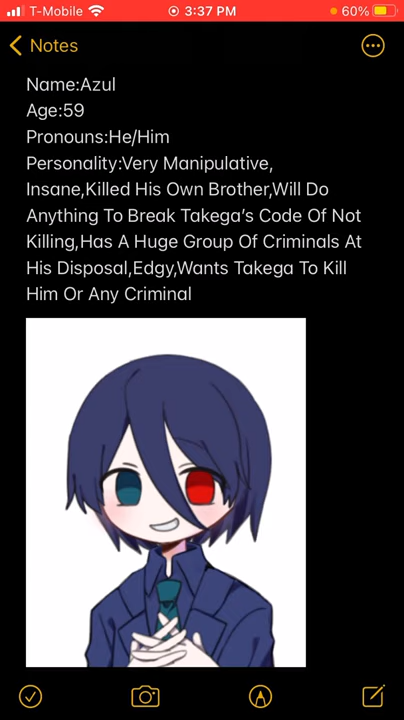 T-Mobile 3:37 PM 60%
Notes
Name:Azul
Age:59
Pronouns:He/Him
Personality:Very Manipulative,
Insane,Killed His Own Brother,Will Do
Anything To Break Takega’s Code Of Not
Killing,Has A Huge Group Of Criminals At
His Disposal,Edgy,Wants Takega To Kill
Him Or Any Criminal